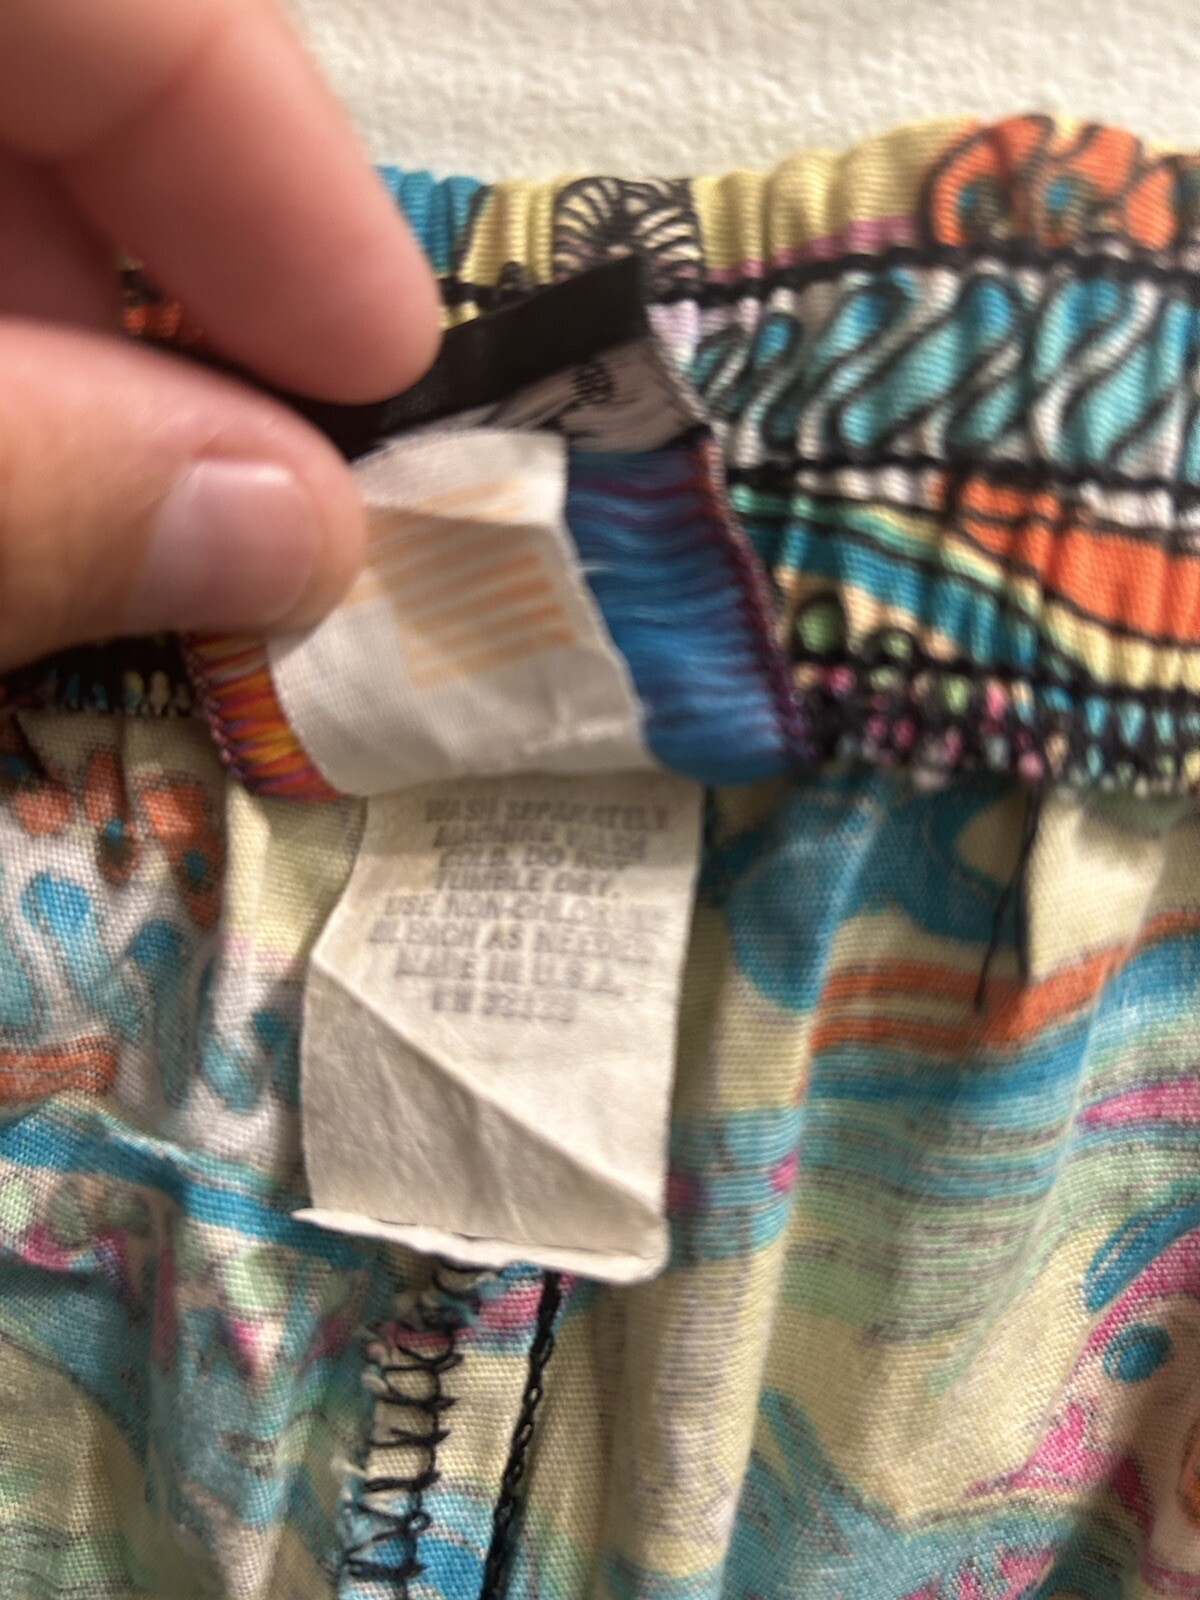 WASH SEPARATELY
MACHINE WASH
COLD. DO NOT
TUMBLE DRY.
USE NON-CHLORINE
BLEACH AS NEEDED
MADE IN U.S.A.